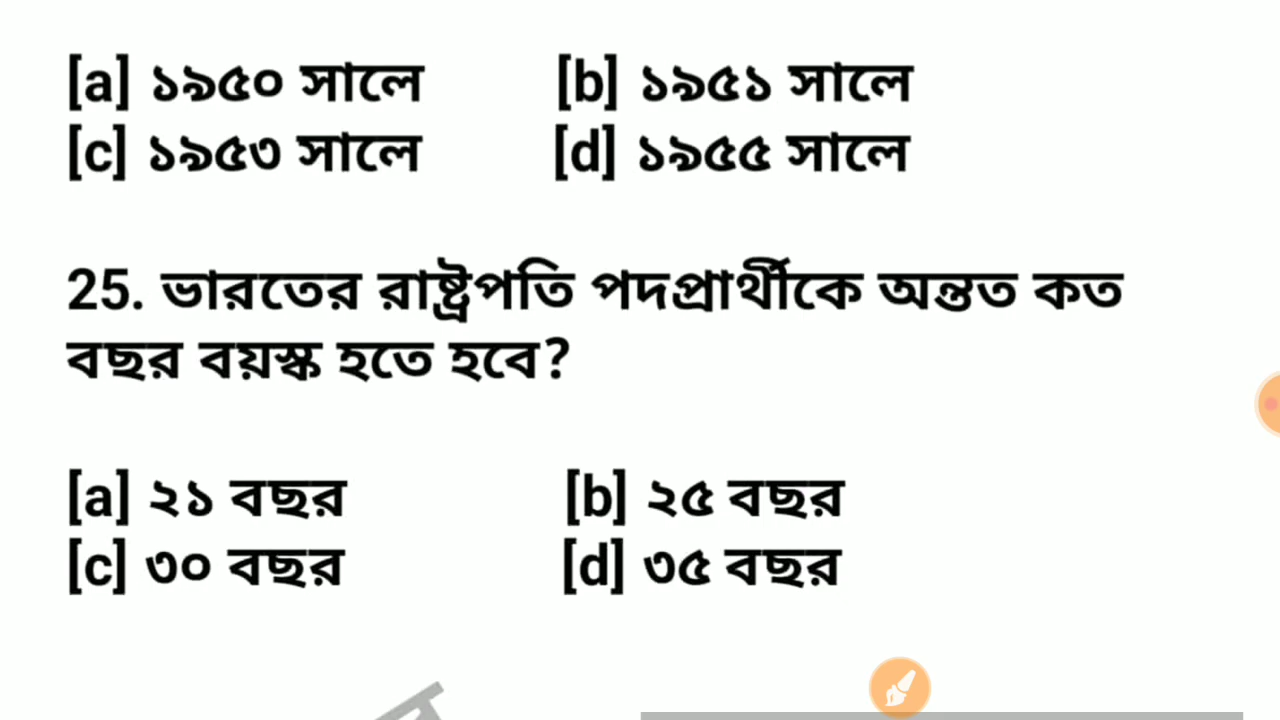 [a] ১৯৫০ সালে [b] ১৯৫১ সালে
[c] ১৯৫৩ সালে [d] ১৯৫৫ সালে
25. ভারতের রাষ্ট্রপতি পদপ্রার্থীকে অন্তত কত
বছর বয়স্ক হতে হবে?
[a] ২১ বছর [b] ২৫ বছর
[c] ৩০ বছর [d] ৩৫ বছর